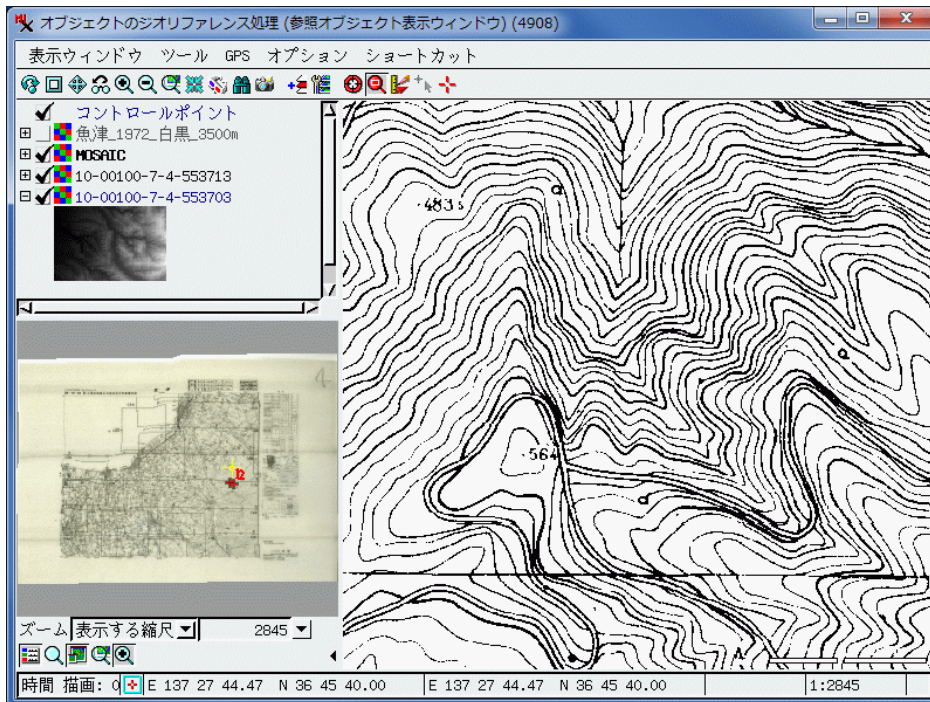 オブジェクトのジオリファレンス処理 (参照オブジェクト表示ウィンドウ) (4908)
表示ウィンドウ ツール GPS オプション ショートカット
コントロールポイント
魚津_1972_白黒_3500m
MOSAIC
10-00100-7-4-553713
10-00100-7-4-553703
·483
a
a
·564
12
ズーム 表示する縮尺 2845
時間 描画: 0 E 137 27 44.47 N 36 45 40.00 E 137 27 44.47 N 36 45 40.00 1:2845